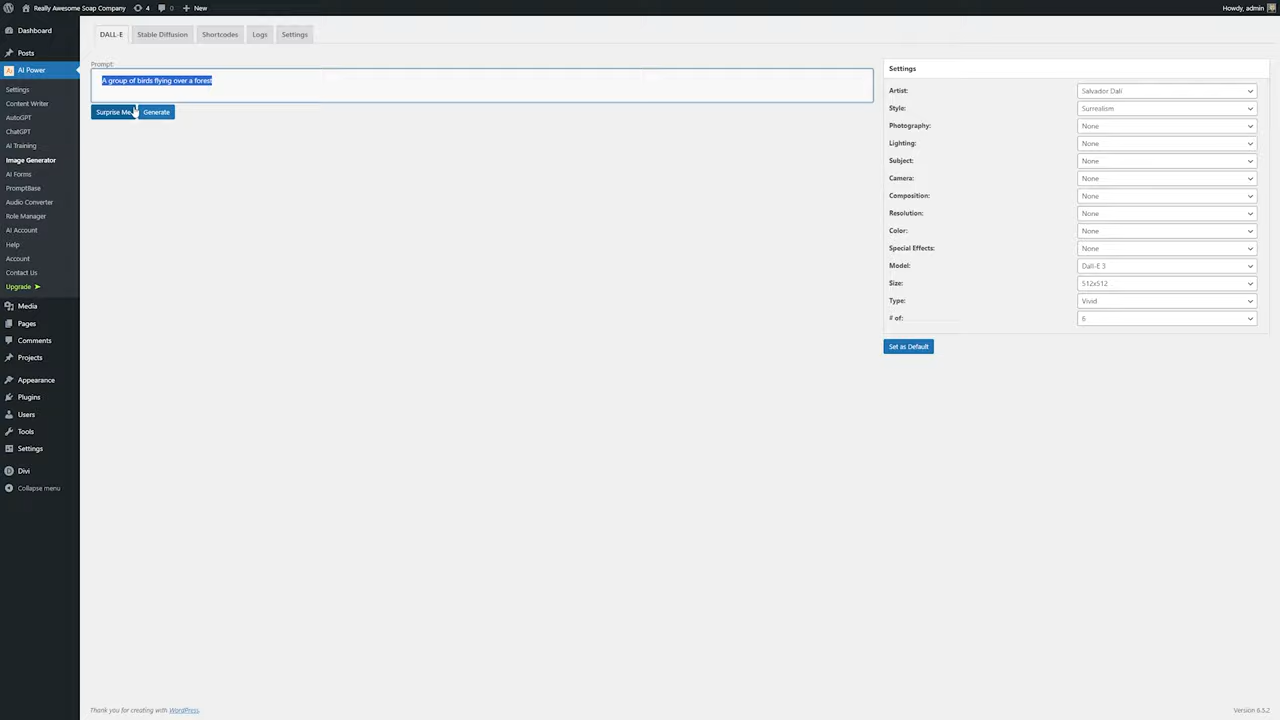 Really Awesome Soap Company 4 0 New Howdy, admin
Dashboard
Posts
AI Power
Settings
Content Writer
AutoGPT
ChatGPT
AI Training
Image Generator
AI Forms
PromptBase
Audio Converter
Role Manager
AI Account
Help
Account
Contact Us
Upgrade ➤
Media
Pages
Comments
Projects
Appearance
Plugins
Users
Tools
Settings
Divi
Collapse menu
DALL-E Stable Diffusion Shortcodes Logs Settings
Prompt:
A group of birds flying over a forest
Surprise Me Generate
Settings
Artist: Salvador Dalí
Style: Surrealism
Photography: None
Lighting: None
Subject: None
Camera: None
Composition: None
Resolution: None
Color: None
Special Effects: None
Model: Dall-E 3
Size: 512x512
Type: Vivid
# of: 6
Set as Default
Thank you for creating with WordPress.
Version 6.5.2